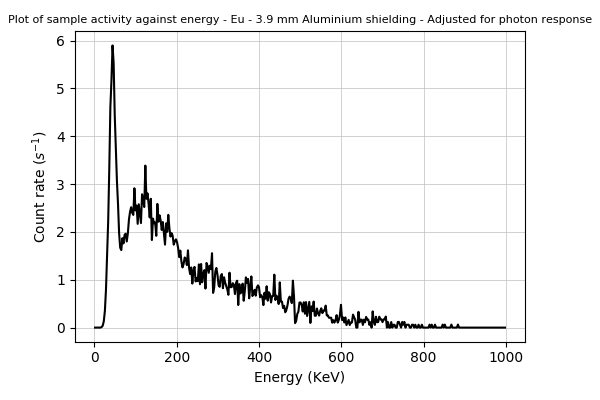 Plot of sample activity against energy - Eu - 3.9 mm Aluminium shielding - Adjusted for photon response
6
5
4
3
2
1
0
Count rate (s⁻¹)
0 200 400 600 800 1000
Energy (KeV)